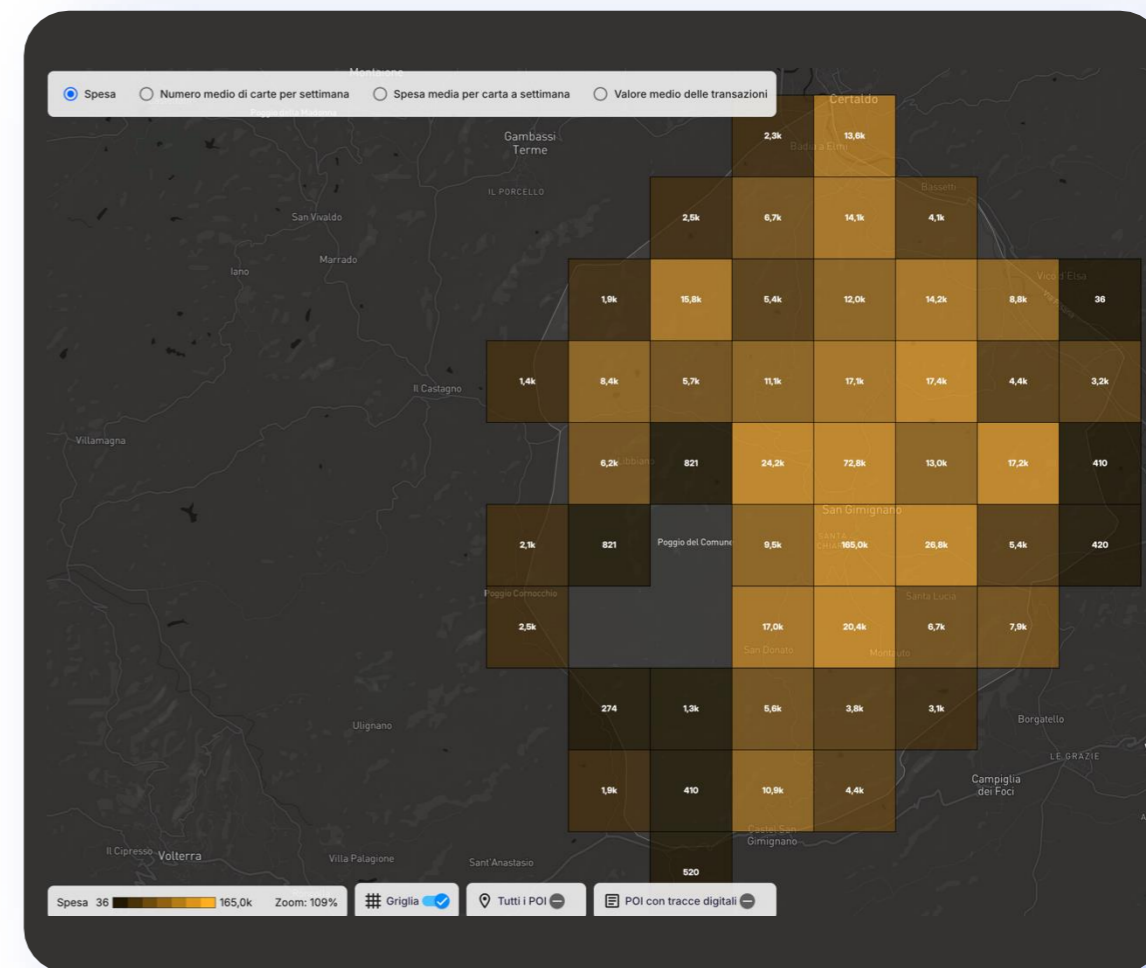 Montaione
Spesa Numero medio di carte per settimana Spesa media per carta a settimana Valore medio delle transazioni
Certaldo
Gambassi
Terme
2,3k 13,6k
Badia a Elmi
IL PORCELLO
Bassetti
San Vivaldo
2,5k 6,7k 14,1k 4,1k
Marrado
Iano
Vico d'Elsa
1,9k 15,8k 5,4k 12,0k 14,2k 8,8k 36
Il Castagno
1,4k 8,4k 5,7k 11,1k 17,1k 17,4k 4,4k 3,2k
Villamagna
6,2k 821 24,2k 72,8k 13,0k 17,2k 410
San Gimignano
SANTA
2,1k 821 Poggio del Comune 9,5k 165,0k 26,8k 5,4k 420
Poggio Cornocchio
Santa Lucia
2,5k 17,0k 20,4k 6,7k 7,9k
San Donato Montauto
274 1,3k 5,6k 3,8k 3,1k
Ulignano
Borgatello
LE GRAZIE
Campiglia
dei Foci
1,9k 410 10,9k 4,4k
Castel San
Gimignano
Il Cipresso Volterra Villa Palagione Sant'Anastasio
520
Spesa 36 165,0k Zoom: 109% Griglia Tutti i POI POI con tracce digitali